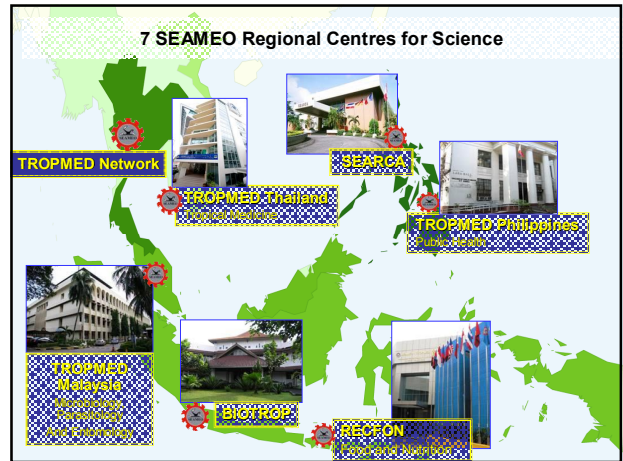 7 SEAMEO Regional Centres for Science
TROPMED Network
SEARCA
TROPMED Thailand
Tropical Medicine
TROPMED Philippines
Public Health
TROPMED
Malaysia
Microbiology
Parasitology
And Entomology
BIOTROP
RECFON
Food and Nutrition